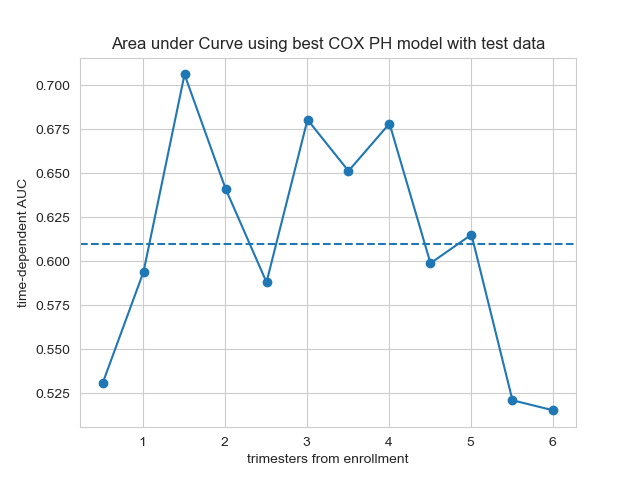 Area under Curve using best COX PH model with test data
time-dependent AUC
0.700
0.675
0.650
0.625
0.600
0.575
0.550
0.525
1 2 3 4 5 6
trimesters from enrollment